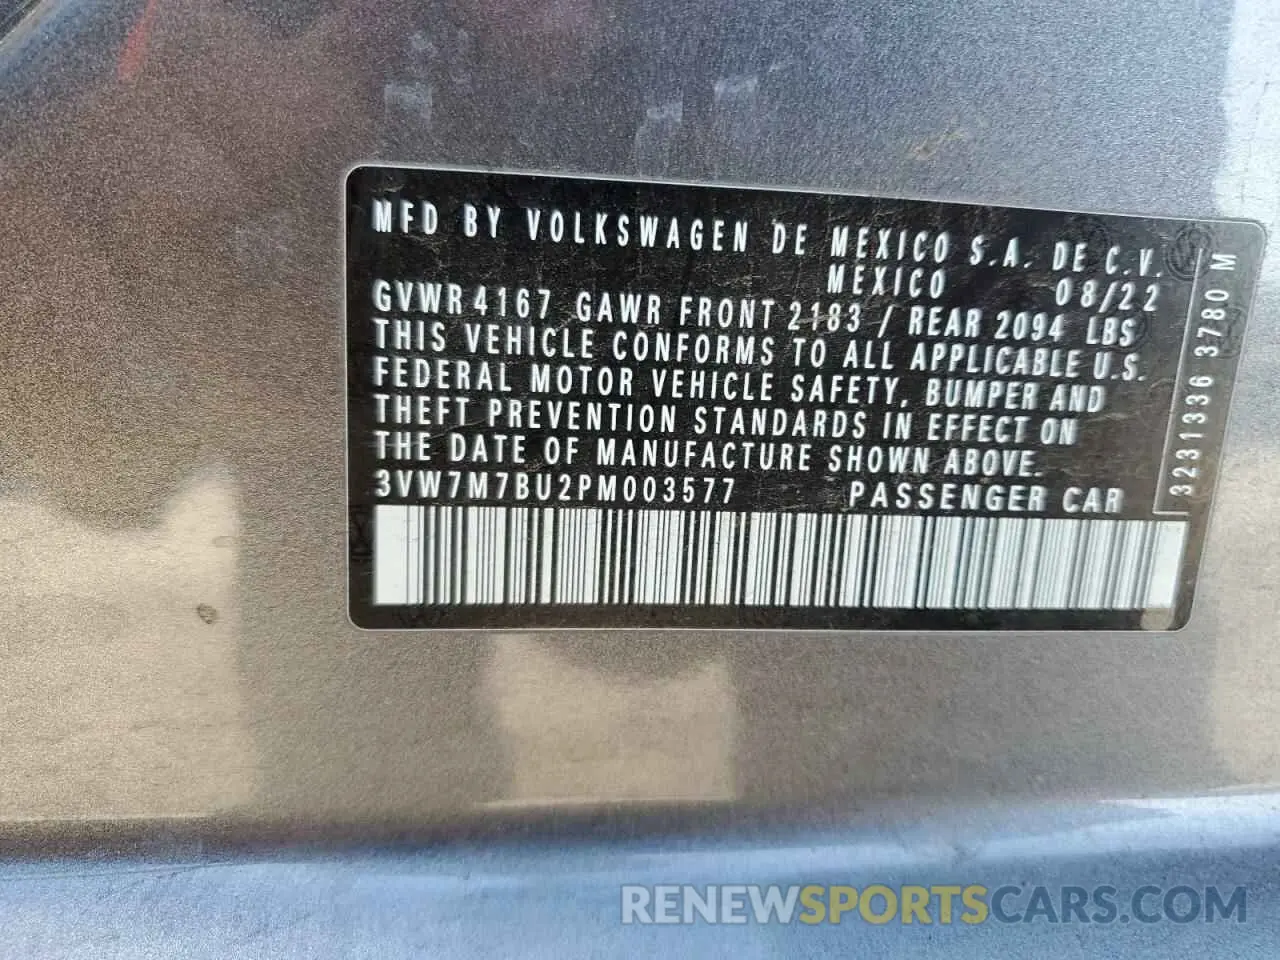 MFD BY VOLKSWAGEN DE MEXICO S.A. DE C.V.
MEXICO 08/22
GVWR 4167 GAWR FRONT 2183 / REAR 2094 LBS
THIS VEHICLE CONFORMS TO ALL APPLICABLE U.S.
FEDERAL MOTOR VEHICLE SAFETY, BUMPER AND
THEFT PREVENTION STANDARDS IN EFFECT ON
THE DATE OF MANUFACTURE SHOWN ABOVE.
3VW7M7BU2PM003577 PASSENGER CAR
3231336 3780 M
RENEWSPORTSCARS.COM